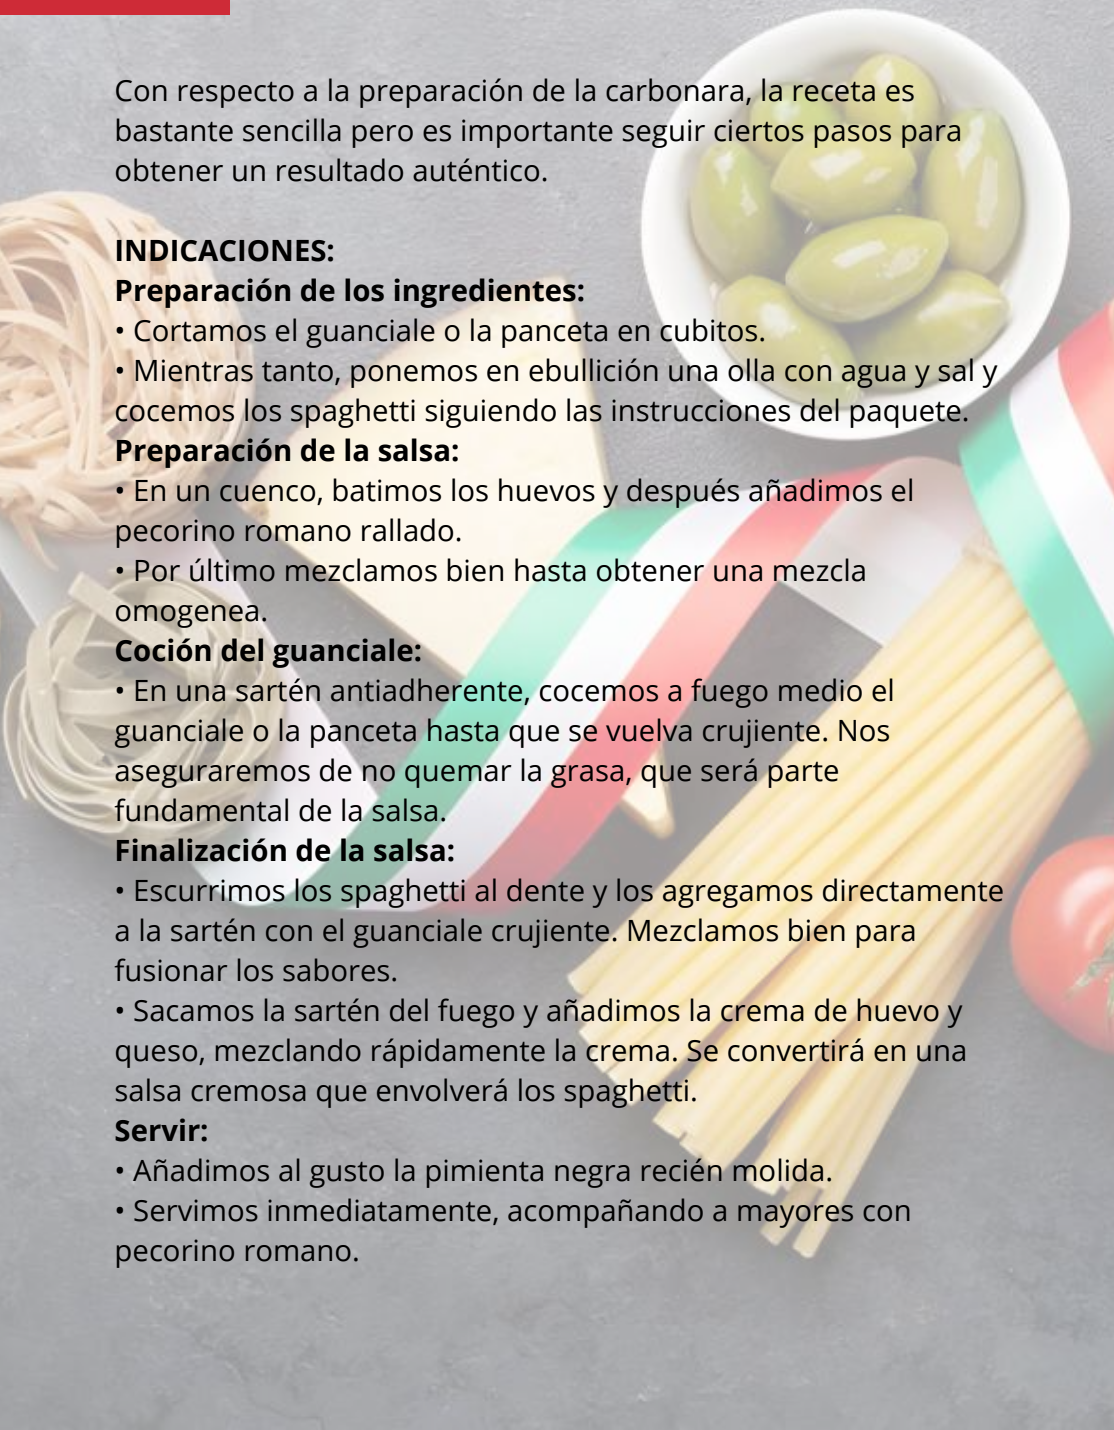 Con respecto a la preparación de la carbonara, la receta es
bastante sencilla pero es importante seguir ciertos pasos para
obtener un resultado auténtico.
INDICACIONES:
Preparación de los ingredientes:
• Cortamos el guanciale o la panceta en cubitos.
• Mientras tanto, ponemos en ebullición una olla con agua y sal y
cocemos los spaghetti siguiendo las instrucciones del paquete.
Preparación de la salsa:
• En un cuenco, batimos los huevos y después añadimos el
pecorino romano rallado.
• Por último mezclamos bien hasta obtener una mezcla
omogenea.
Coción del guanciale:
• En una sartén antiadherente, cocemos a fuego medio el
guanciale o la panceta hasta que se vuelva crujiente. Nos
aseguraremos de no quemar la grasa, que será parte
fundamental de la salsa.
Finalización de la salsa:
• Escurrimos los spaghetti al dente y los agregamos directamente
a la sartén con el guanciale crujiente. Mezclamos bien para
fusionar los sabores.
• Sacamos la sartén del fuego y añadimos la crema de huevo y
queso, mezclando rápidamente la crema. Se convertirá en una
salsa cremosa que envolverá los spaghetti.
Servir:
• Añadimos al gusto la pimienta negra recién molida.
• Servimos inmediatamente, acompañando a mayores con
pecorino romano.